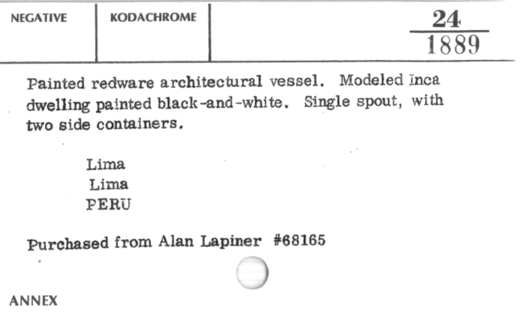 NEGATIVE KODACHROME 24
1889
Painted redware architectural vessel. Modeled Inca
dwelling painted black-and-white. Single spout, with
two side containers.
Lima
Lima
PERU
Purchased from Alan Lapiner #68165
ANNEX